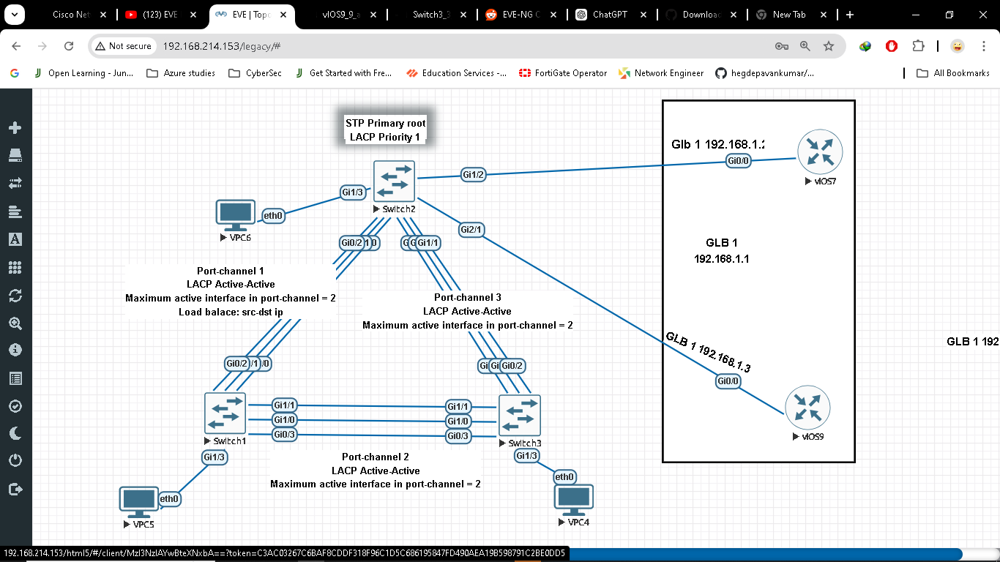 Cisco Net
(123) EVE
EVE | Topo
vIOS9_9_a
Switch3_3
EVE-NG C
ChatGPT
Downloa
New Tab
Not secure
192.168.214.153/legacy/#
Open Learning - Jun...
Azure studies
CyberSec
Get Started with Fre...
Education Services -...
FortiGate Operator
Network Engineer
hegdepavankumar/...
All Bookmarks
STP Primary root
LACP Priority 1
Glb 1 192.168.1.2
Gi0/0
vIOS7
Gi1/2
Gi1/3
Switch2
eth0
VPC6
Gi2/1
Gi0/2
Gi1/1
GLB 1
192.168.1.1
Port-channel 1
LACP Active-Active
Maximum active interface in port-channel = 2
Load balace: src-dst ip
Port-channel 3
LACP Active-Active
Maximum active interface in port-channel = 2
GLB 1 192.168.1.3
GLB 1 192
Gi0/0
vIOS9
Gi0/2
Gi0/2
Gi1/1
Gi1/1
Gi1/0
Gi1/0
Gi0/3
Gi0/3
Switch1
Switch3
Gi1/3
Gi1/3
Port-channel 2
LACP Active-Active
Maximum active interface in port-channel = 2
eth0
VPC5
eth0
VPC4
192.168.214.153/html5/#/client/MzI3NzIAYwBteXNxbA==?token=C3AC03267C6BAF8CDDF318F96C1D5C686195847FD490AEA19B598791C2BE0DD5